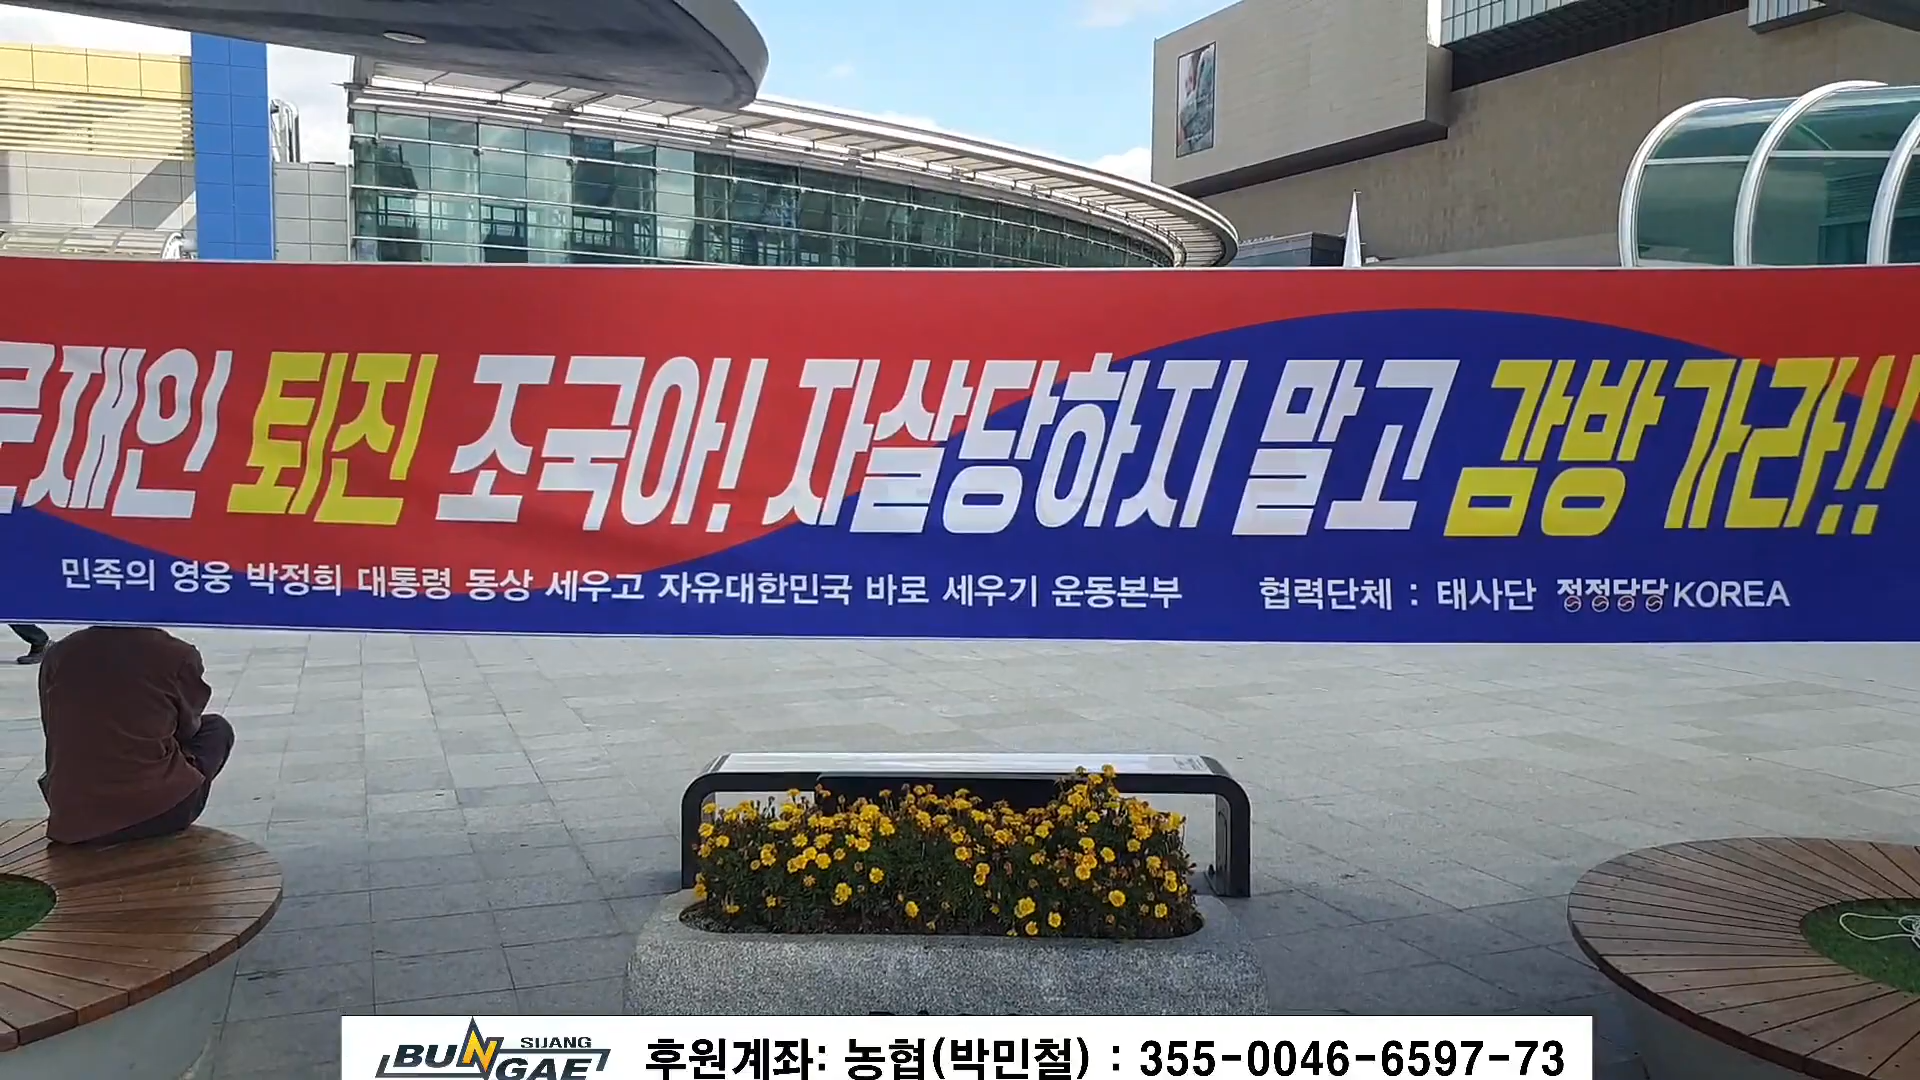 문재인 퇴진 조국아! 자살당하지 말고 감방 가라!!
민족의 영웅 박정희 대통령 동상 세우고 자유대한민국 바로 세우기 운동본부 협력단체 : 태사단 정정당당KOREA
BUNGAE SIJANG
후원계좌: 농협(박민철) : 355-0046-6597-73